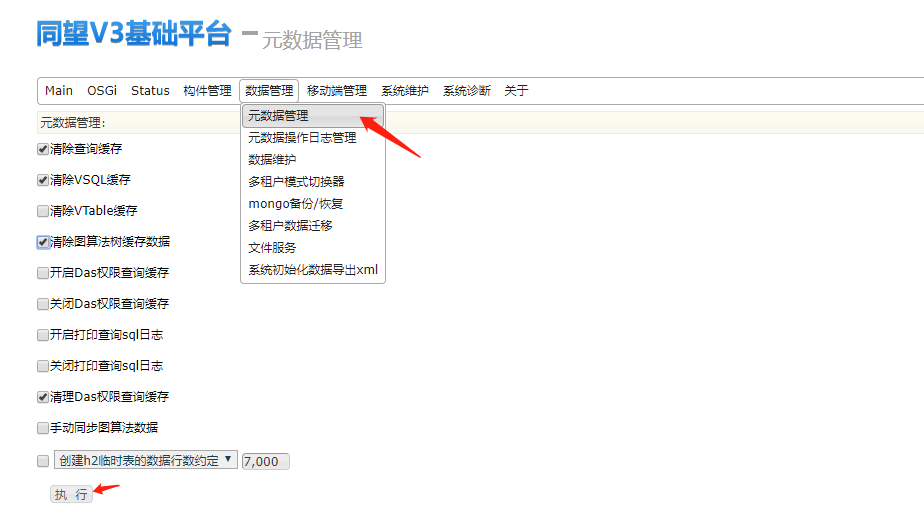 同望V3基础平台 – 元数据管理
Main OSGi Status 构件管理 数据管理 移动端管理 系统维护 系统诊断 关于
元数据管理
元数据操作日志管理
数据维护
多租户模式切换器
mongo备份/恢复
多租户数据迁移
文件服务
系统初始化数据导出xml
元数据管理:
清除查询缓存
清除VSQL缓存
清除VTable缓存
清除图算法树缓存数据
开启Das权限查询缓存
关闭Das权限查询缓存
开启打印查询sql日志
关闭打印查询sql日志
清理Das权限查询缓存
手动同步图算法数据
创建h2临时表的数据行数约定 7,000
执 行